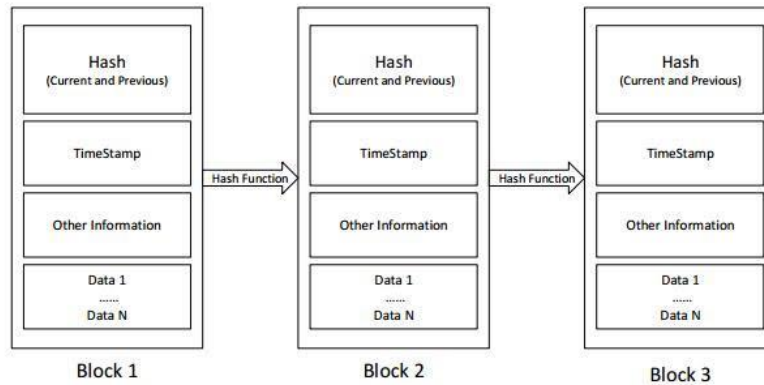 Hash
(Current and Previous)
TimeStamp
Other Information
Data 1
......
Data N
Block 1
Hash Function
Hash
(Current and Previous)
TimeStamp
Other Information
Data 1
......
Data N
Block 2
Hash Function
Hash
(Current and Previous)
TimeStamp
Other Information
Data 1
......
Data N
Block 3